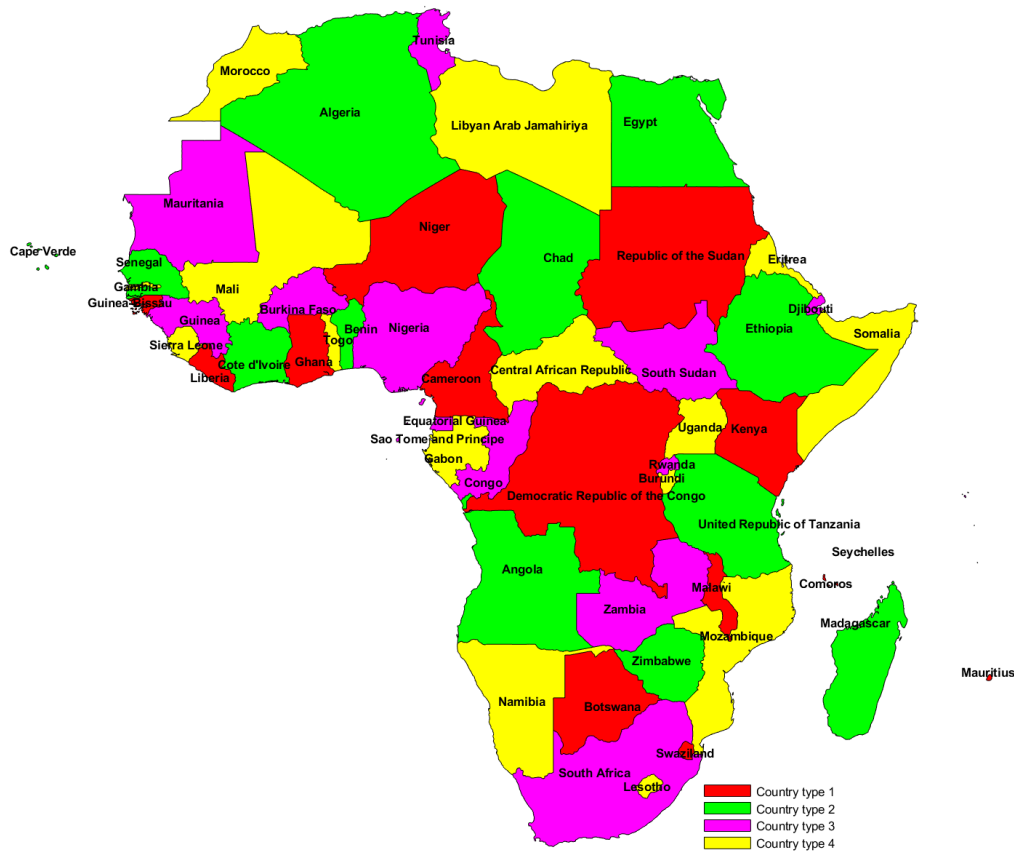 Tunisia
Morocco
Algeria
Egypt
Libyan Arab Jamahiriya
Mauritania
Niger
Cape Verde
Republic of the Sudan
Chad
Eritrea
Senegal
Gambia
Mali
Guinea-Bissau
Burkina Faso
Djibouti
Guinea
Benin
Nigeria
Ethiopia
Somalia
Togo
Sierra Leone
Cote d'Ivoire
Ghana
Central African Republic
South Sudan
Liberia
Cameroon
Equatorial Guinea
Uganda
Kenya
Sao Tome and Principe
Gabon
Rwanda
Burundi
Congo
Democratic Republic of the Congo
United Republic of Tanzania
Seychelles
Angola
Comoros
Malawi
Zambia
Madagascar
Mozambique
Zimbabwe
Mauritius
Namibia
Botswana
Swaziland
South Africa
Lesotho
Country type 1
Country type 2
Country type 3
Country type 4